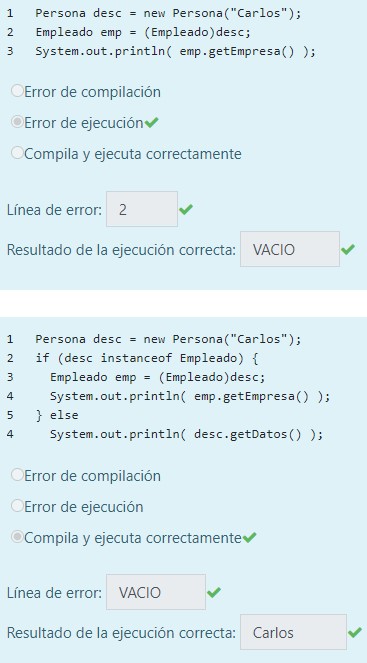 1 Persona desc = new Persona("Carlos");
2 Empleado emp = (Empleado)desc;
3 System.out.println( emp.getEmpresa() );
Error de compilación
Error de ejecución
Compila y ejecuta correctamente
Línea de error: 2
Resultado de la ejecución correcta: VACIO
1 Persona desc = new Persona("Carlos");
2 if (desc instanceof Empleado) {
3 Empleado emp = (Empleado)desc;
4 System.out.println( emp.getEmpresa() );
5 } else
4 System.out.println( desc.getDatos() );
Error de compilación
Error de ejecución
Compila y ejecuta correctamente
Línea de error: VACIO
Resultado de la ejecución correcta: Carlos